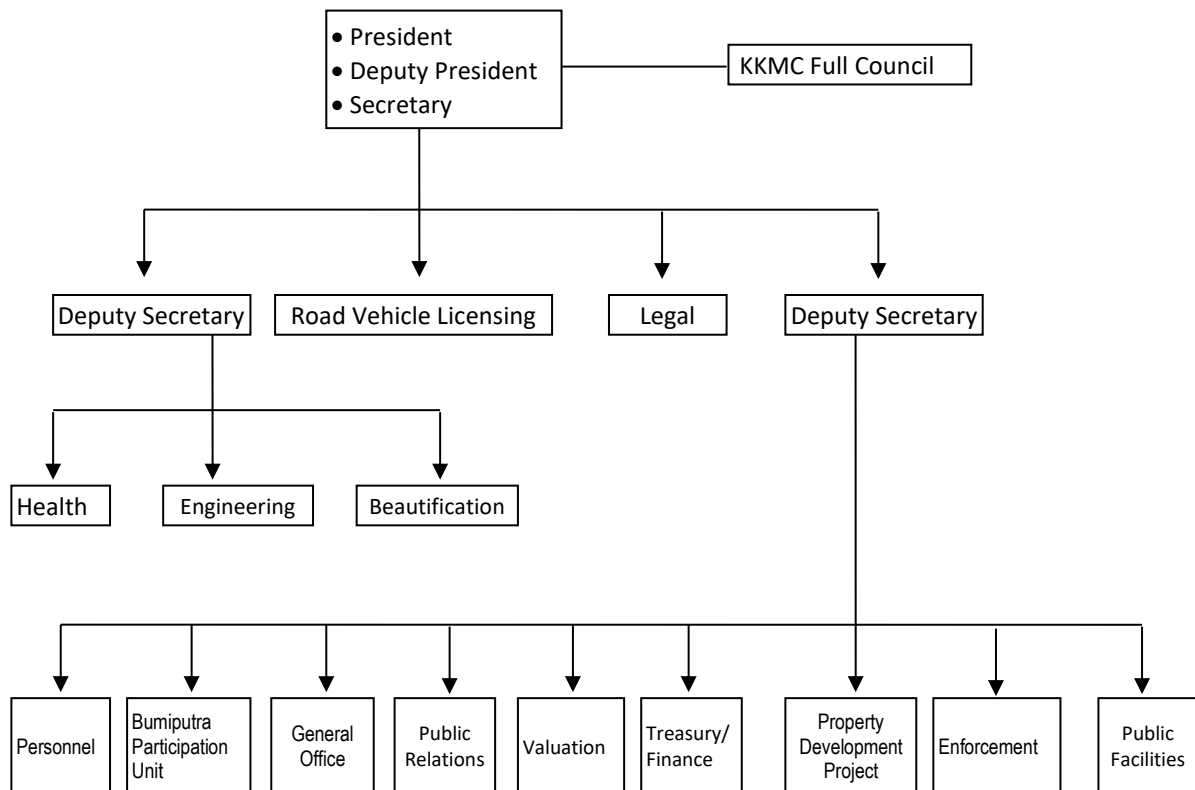 • President
• Deputy President
• Secretary
KKMC Full Council
Deputy Secretary
Road Vehicle Licensing
Legal
Deputy Secretary
Health
Engineering
Beautification
Personnel
Bumiputra
Participation
Unit
General
Office
Public
Relations
Valuation
Treasury/
Finance
Property
Development
Project
Enforcement
Public
Facilities